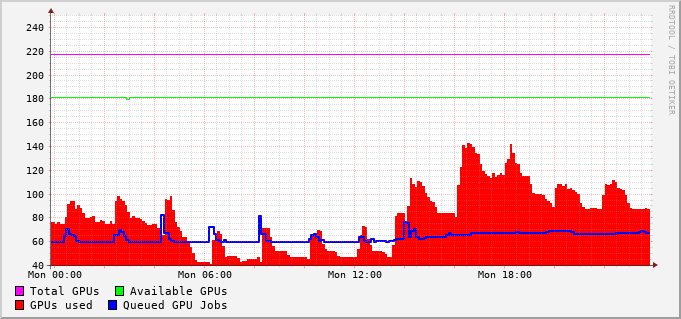 240
220
200
180
160
140
120
100
80
60
40
Mon 00:00 Mon 06:00 Mon 12:00 Mon 18:00
Total GPUs Available GPUs
GPUs used Queued GPU Jobs
RRDTOOL / TOBI OETIKER